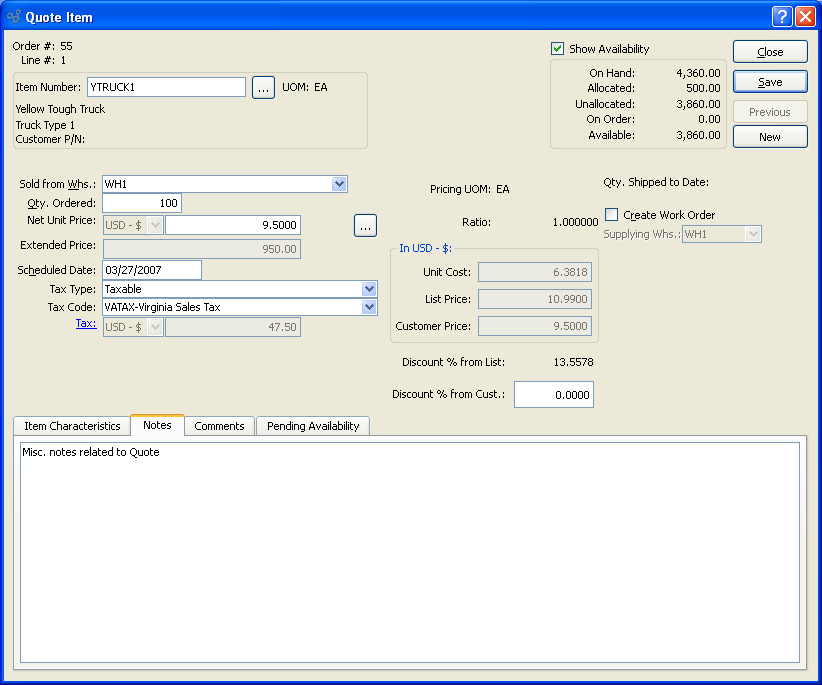 Quote Item
Order #: 55
Line #: 1
Item Number: YTRUCK1 ... UOM: EA
Yellow Tough Truck
Truck Type 1
Customer P/N:
Show Availability
On Hand: 4,360.00
Allocated: 500.00
Unallocated: 3,860.00
On Order: 0.00
Available: 3,860.00
Close
Save
Previous
New
Sold from Whs.: WH1
Qty. Ordered: 100
Net Unit Price: USD - $ 9.5000 ...
Extended Price: 950.00
Scheduled Date: 03/27/2007
Tax Type: Taxable
Tax Code: VATAX-Virginia Sales Tax
Tax: USD - $ 47.50
Pricing UOM: EA
Ratio: 1.000000
In USD - $:
Unit Cost: 6.3818
List Price: 10.9900
Customer Price: 9.5000
Discount % from List: 13.5578
Discount % from Cust.: 0.0000
Qty. Shipped to Date:
Create Work Order
Supplying Whs.: WH1
Item Characteristics Notes Comments Pending Availability
Misc. notes related to Quote